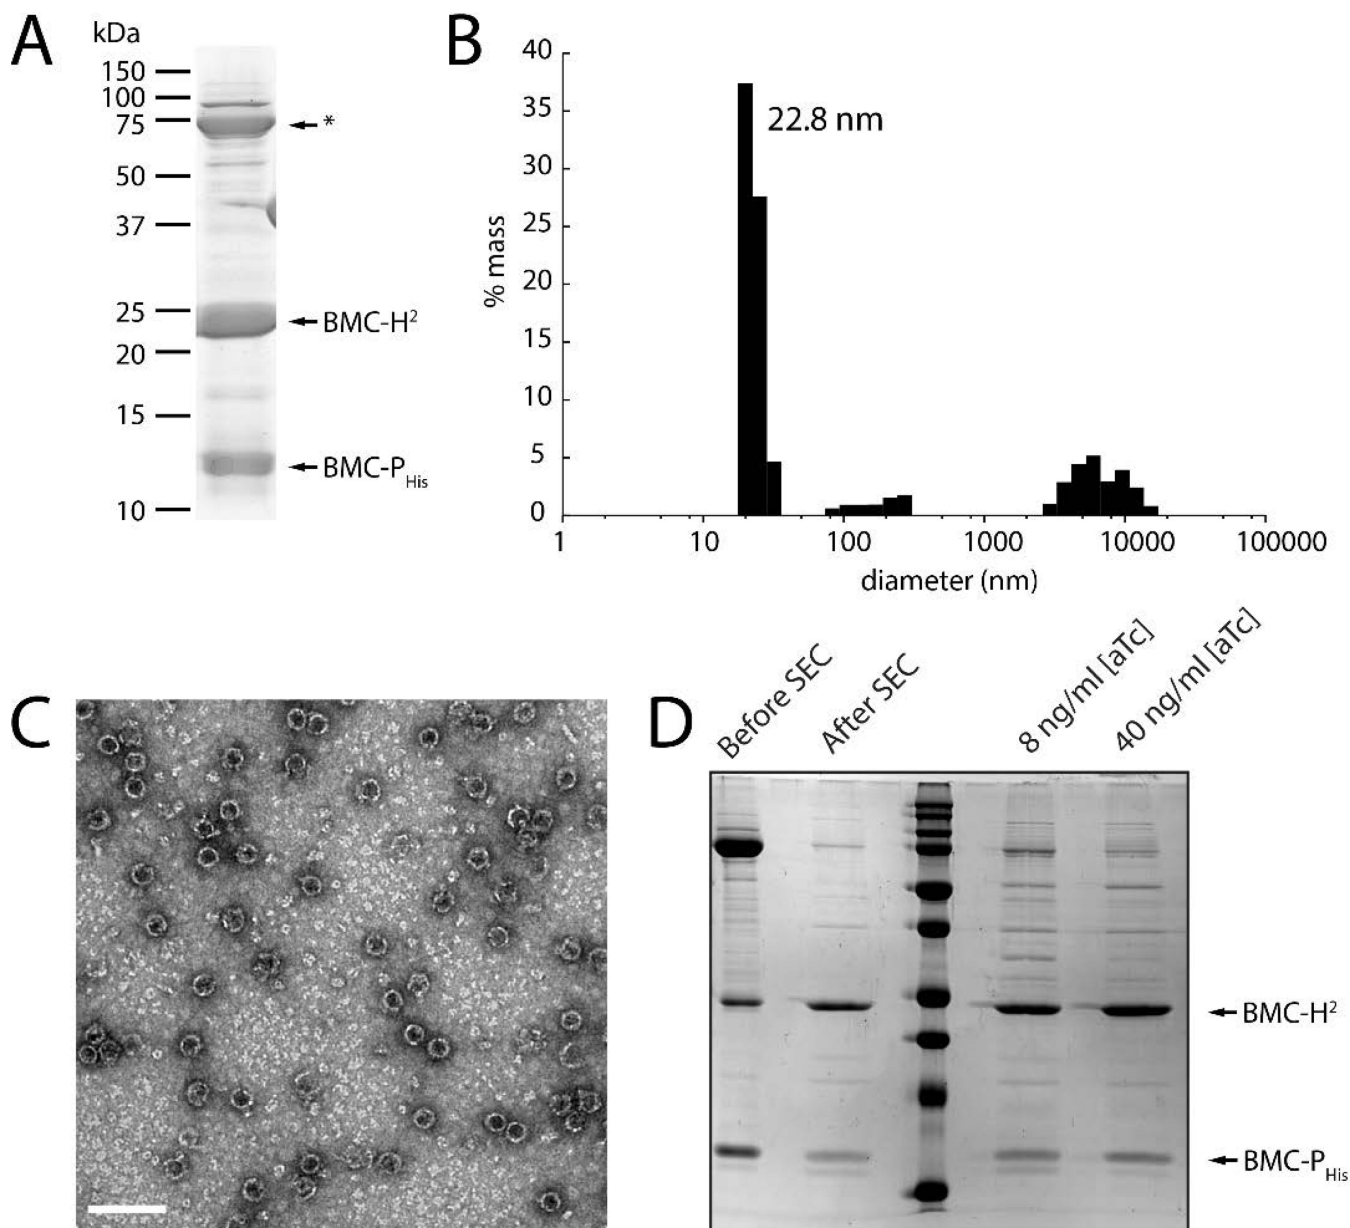 A
kDa
150
100
75
*
50
37
25
BMC-H²
20
15
BMC-P_His
10
B
40
35
22.8 nm
30
25
20
15
10
5
0
% mass
1 10 100 1000 10000 100000
diameter (nm)
C
D
Before SEC
After SEC
8 ng/ml [aTc]
40 ng/ml [aTc]
BMC-H²
BMC-P_His